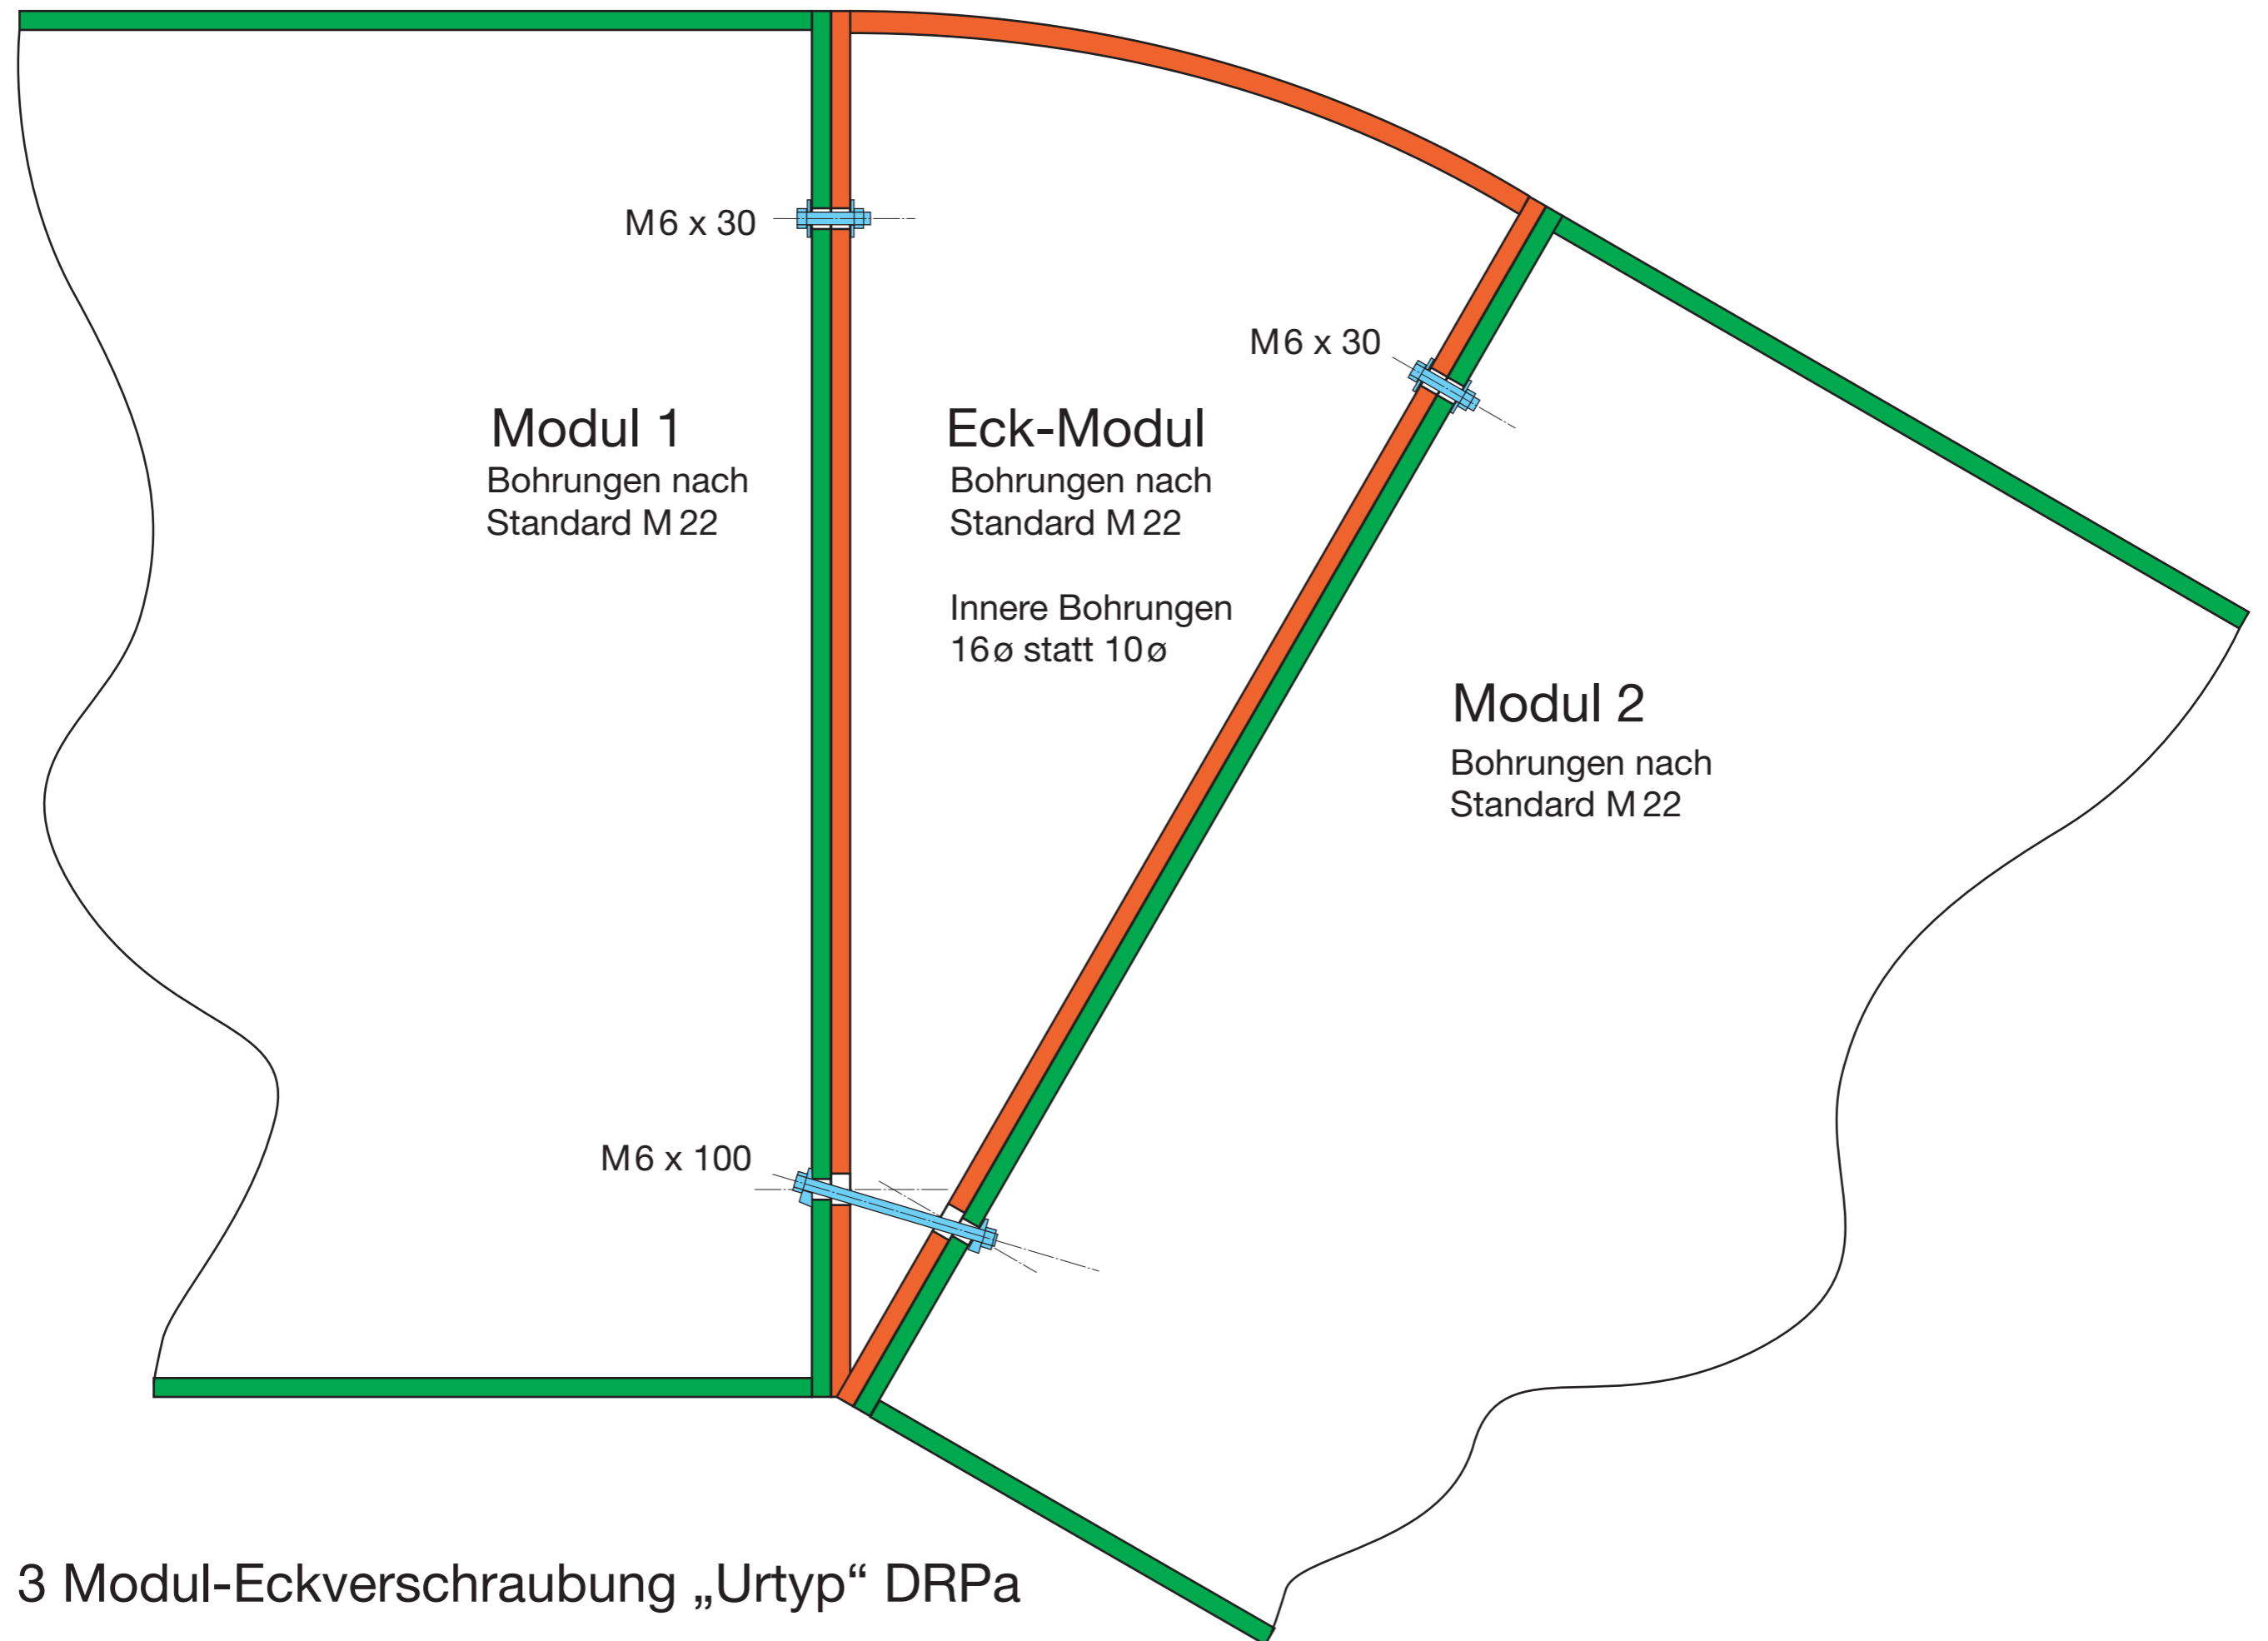 M6 x 30
M6 x 30
Modul 1
Bohrungen nach
Standard M 22
Eck-Modul
Bohrungen nach
Standard M 22
Innere Bohrungen
16ø statt 10ø
Modul 2
Bohrungen nach
Standard M 22
M6 x 100
3 Modul-Eckverschraubung „Urtyp“ DRPa